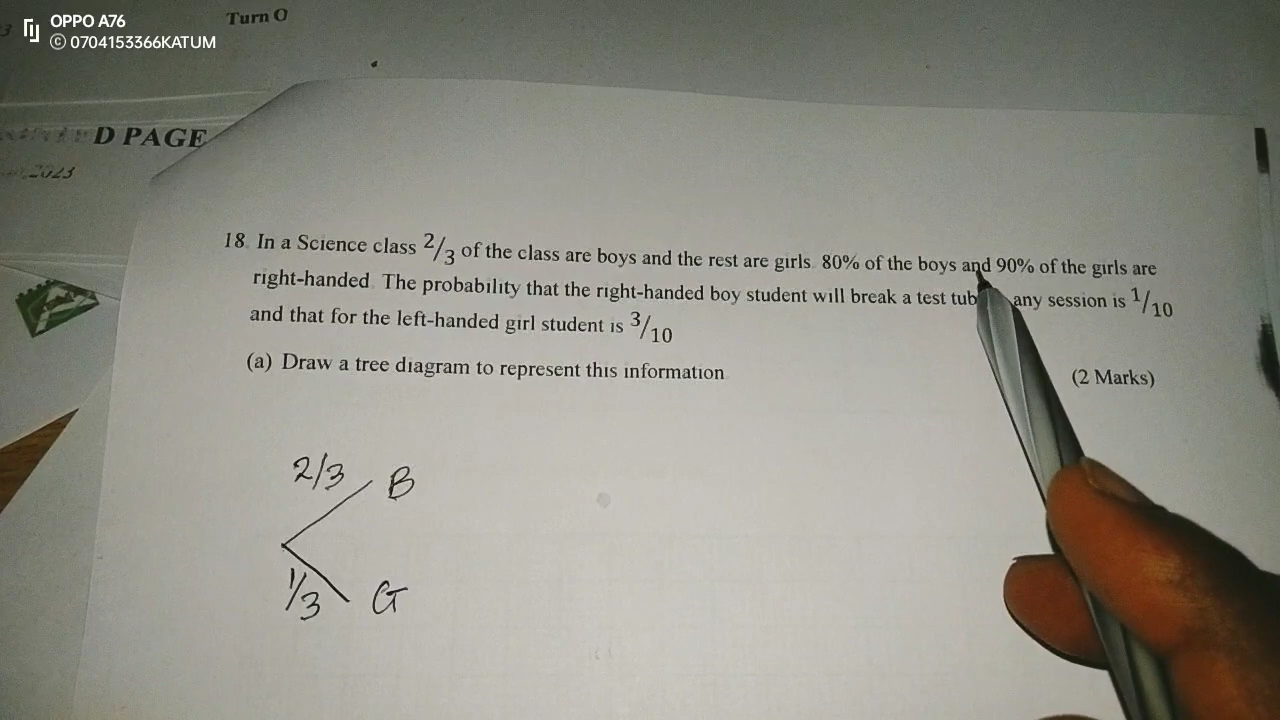 OPPO A76
© 0704153366KATUM
Turn O
D PAGE
2023
18. In a Science class 2/3 of the class are boys and the rest are girls. 80% of the boys and 90% of the girls are
right-handed. The probability that the right-handed boy student will break a test tub any session is 1/10
and that for the left-handed girl student is 3/10
(a) Draw a tree diagram to represent this information
(2 Marks)
2/3 B
1/3 G